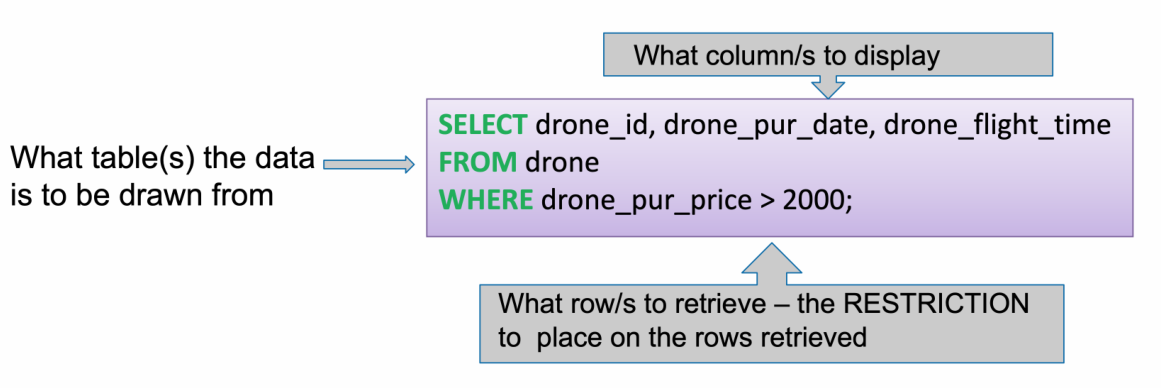 What column/s to display
SELECT drone_id, drone_pur_date, drone_flight_time
FROM drone
WHERE drone_pur_price > 2000;
What table(s) the data
is to be drawn from
What row/s to retrieve – the RESTRICTION
to  place on the rows retrieved